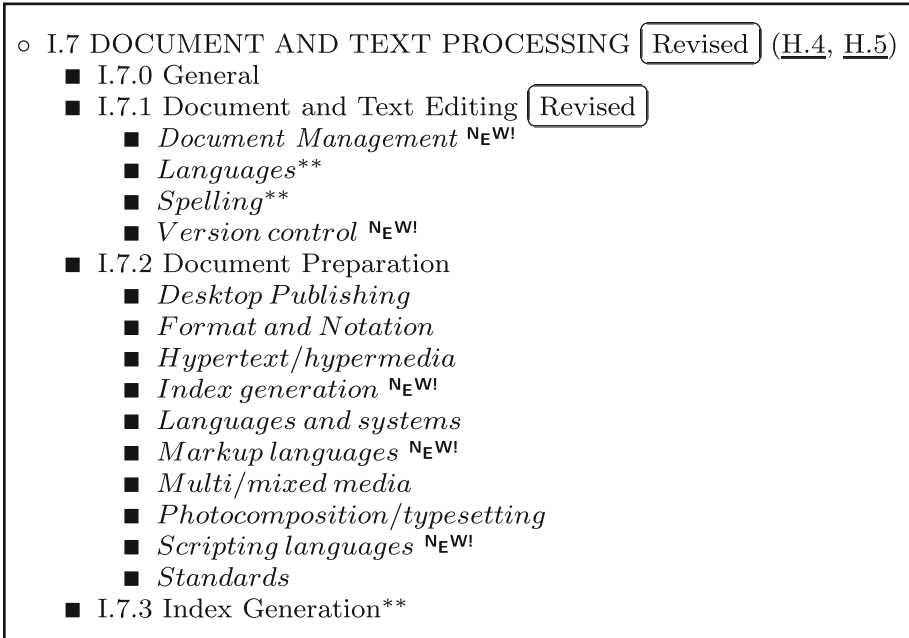 ○ I.7 DOCUMENT AND TEXT PROCESSING Revised (H.4, H.5)
■ I.7.0 General
■ I.7.1 Document and Text Editing Revised
■ Document Management NEW!
■ Languages**
■ Spelling**
■ Version control NEW!
■ I.7.2 Document Preparation
■ Desktop Publishing
■ Format and Notation
■ Hypertext/hypermedia
■ Index generation NEW!
■ Languages and systems
■ Markup languages NEW!
■ Multi/mixed media
■ Photocomposition/typesetting
■ Scripting languages NEW!
■ Standards
■ I.7.3 Index Generation**